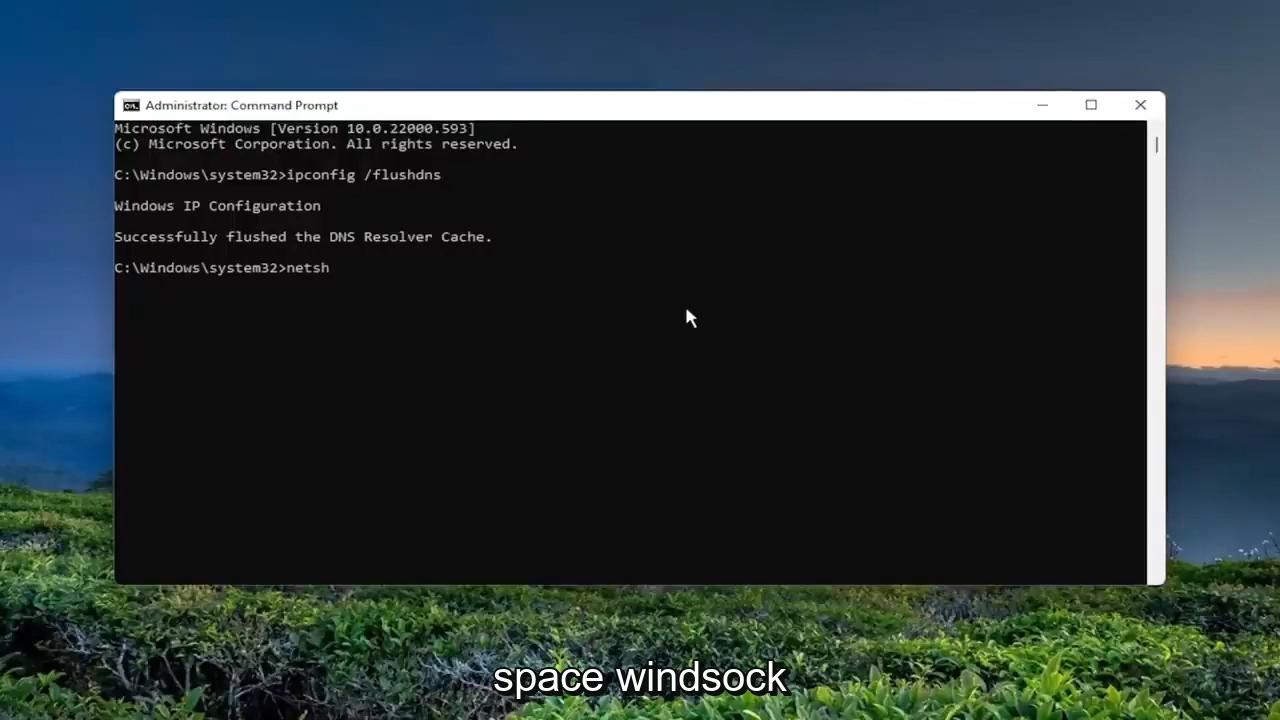 Administrator: Command Prompt
Microsoft Windows [Version 10.0.22000.593]
(c) Microsoft Corporation. All rights reserved.
C:\Windows\system32>ipconfig /flushdns
Windows IP Configuration
Successfully flushed the DNS Resolver Cache.
C:\Windows\system32>netsh
space windsock